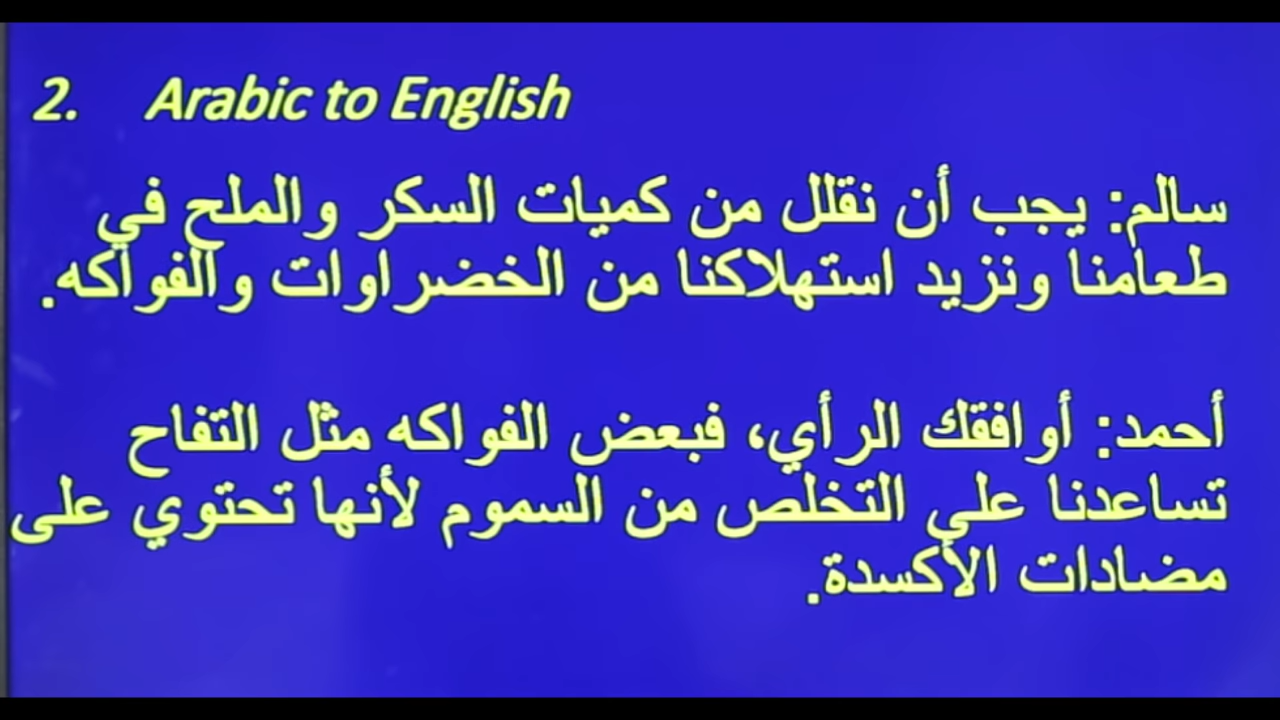 2. Arabic to English
سالم: يجب أن نقلل من كميات السكر والملح في
طعامنا ونزيد استهلاكنا من الخضراوات والفواكه.
أحمد: أوافقك الرأي، فبعض الفواكه مثل التفاح
تساعدنا على التخلص من السموم لأنها تحتوي على
مضادات الأكسدة.